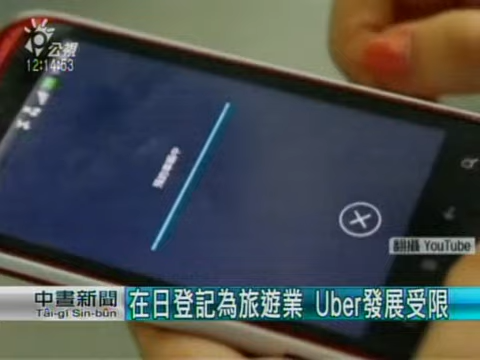 公視
12:14:53
翻攝 YouTube
中晝新聞
Tâi-gí Sin-bûn
在日登記為旅遊業 Uber發展受限